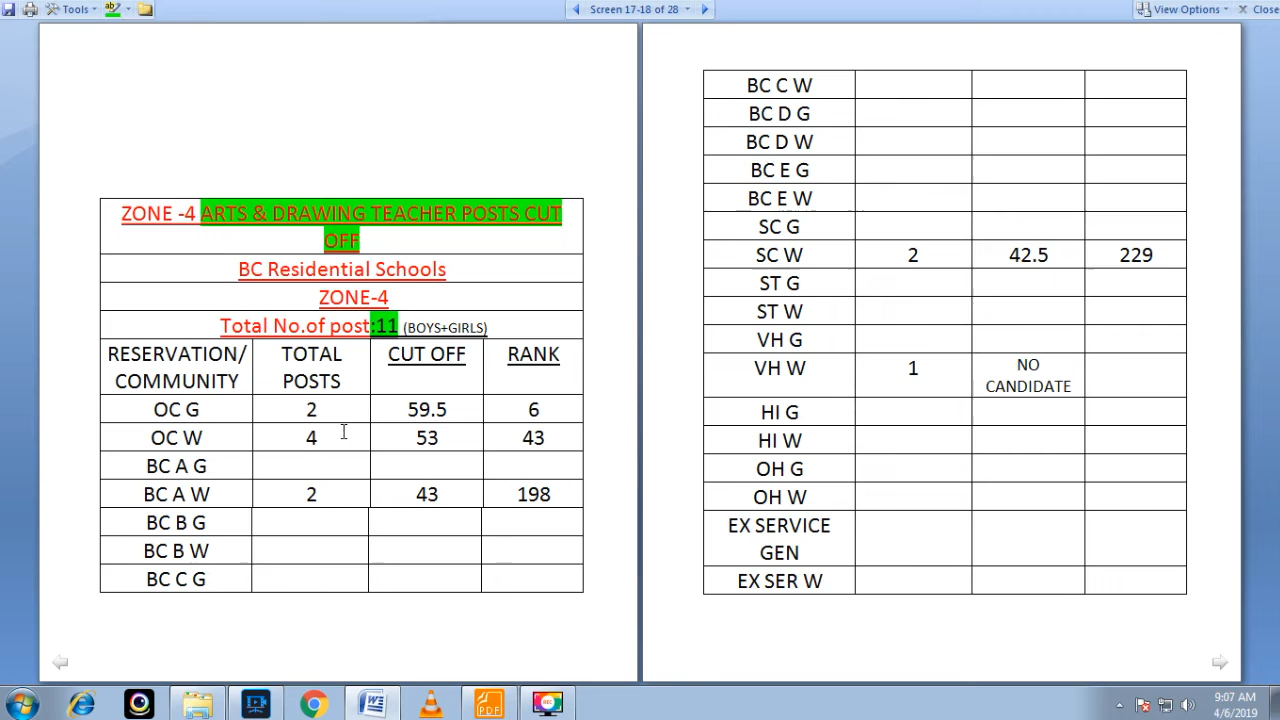 Tools
Screen 17-18 of 28
View Options
Close
ZONE -4 ARTS & DRAWING TEACHER POSTS CUT
OFF
BC Residential Schools
ZONE-4
Total No.of post:11 (BOYS+GIRLS)
RESERVATION/ TOTAL CUT OFF RANK
COMMUNITY POSTS
OC G 2 59.5 6
OC W 4 53 43
BC A G
BC A W 2 43 198
BC B G
BC B W
BC C G
BC C W
BC D G
BC D W
BC E G
BC E W
SC G
SC W 2 42.5 229
ST G
ST W
VH G
VH W 1 NO
CANDIDATE
HI G
HI W
OH G
OH W
EX SERVICE
GEN
EX SER W
PDF
REC
9:07 AM
4/6/2019